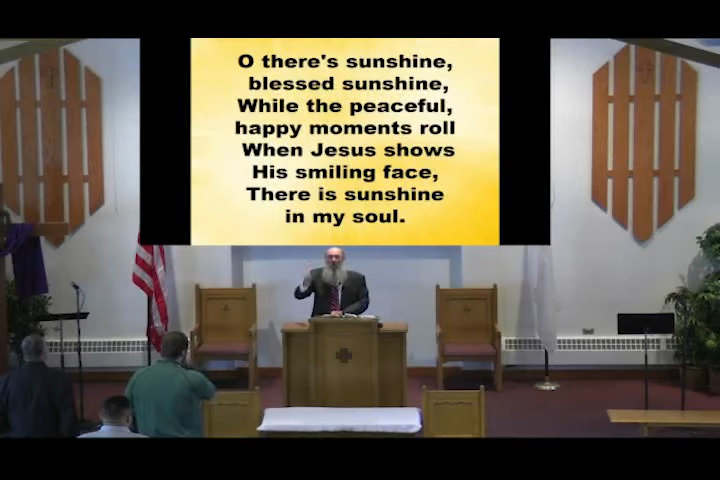 O there's sunshine,
blessed sunshine,
While the peaceful,
happy moments roll
When Jesus shows
His smiling face,
There is sunshine
in my soul.